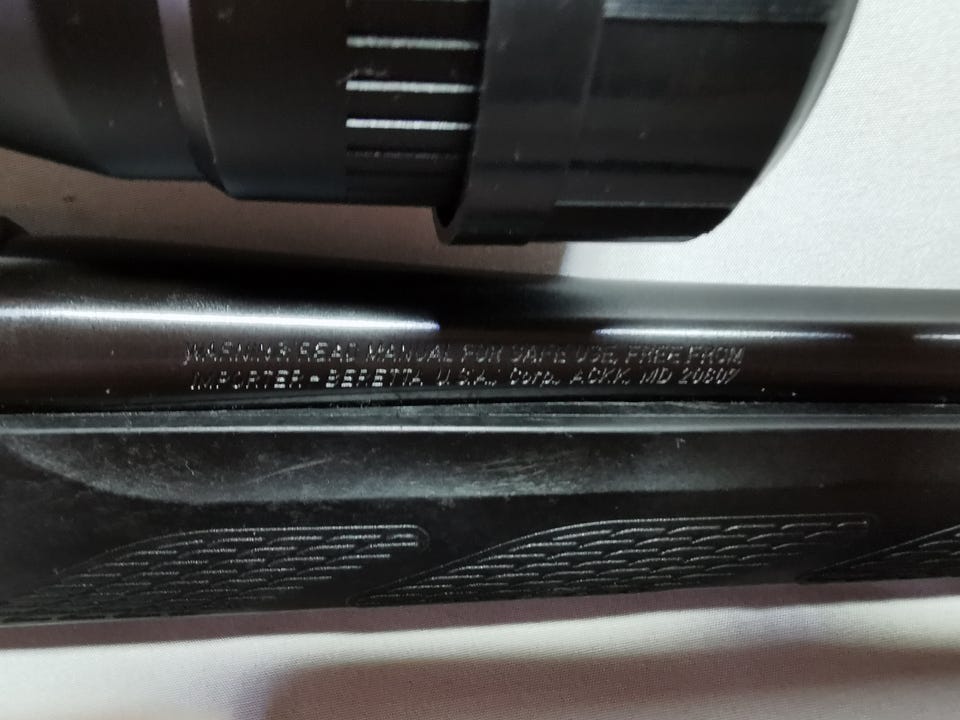 WARNING READ MANUAL FOR SAFE USE, FREE FROM
IMPORTER - BERETTA U.S.A. Corp. ACKK. MD 20607